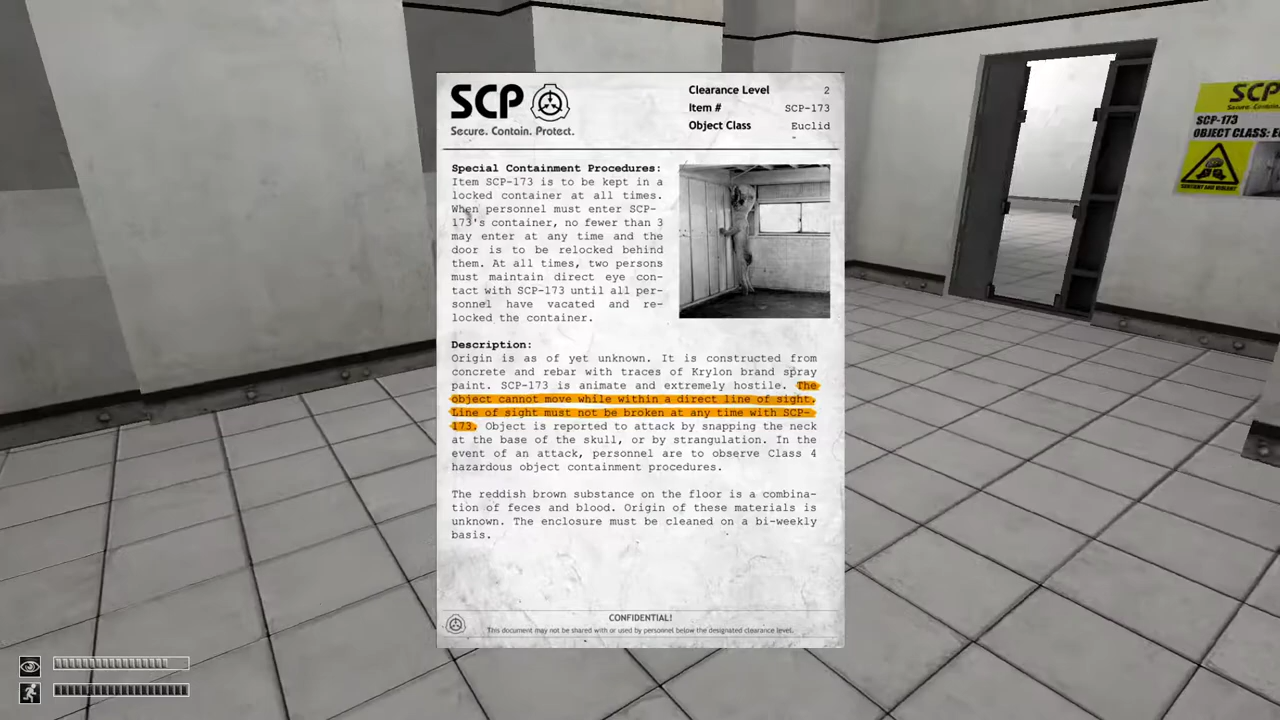 SCP
Secure. Contain. Protect.
Clearance Level 2
Item # SCP-173
Object Class Euclid
Special Containment Procedures:
Item SCP-173 is to be kept in a
locked container at all times.
When personnel must enter SCP-
173's container, no fewer than 3
may enter at any time and the
door is to be relocked behind
them. At all times, two persons
must maintain direct eye con-
tact with SCP-173 until all per-
sonnel have vacated and re-
locked the container.
Description:
Origin is as of yet unknown. It is constructed from
concrete and rebar with traces of Krylon brand spray
paint. SCP-173 is animate and extremely hostile. The
object cannot move while within a direct line of sight.
Line of sight must not be broken at any time with SCP-
173. Object is reported to attack by snapping the neck
at the base of the skull, or by strangulation. In the
event of an attack, personnel are to observe Class 4
hazardous object containment procedures.
The reddish brown substance on the floor is a combina-
tion of feces and blood. Origin of these materials is
unknown. The enclosure must be cleaned on a bi-weekly
basis.
CONFIDENTIAL!
This document may not be shared with or used by personnel below the designated clearance level.
SCP
SCP-173
OBJECT CLASS: